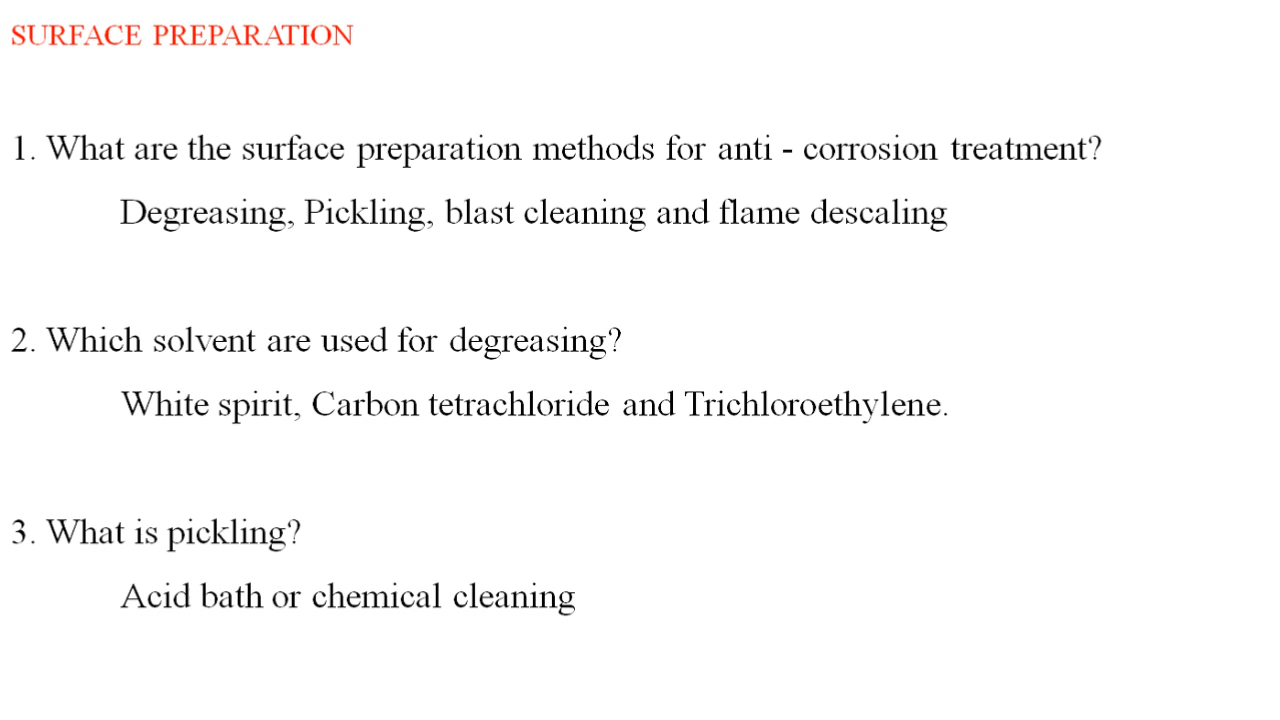 SURFACE PREPARATION
1. What are the surface preparation methods for anti - corrosion treatment?
Degreasing, Pickling, blast cleaning and flame descaling
2. Which solvent are used for degreasing?
White spirit, Carbon tetrachloride and Trichloroethylene.
3. What is pickling?
Acid bath or chemical cleaning